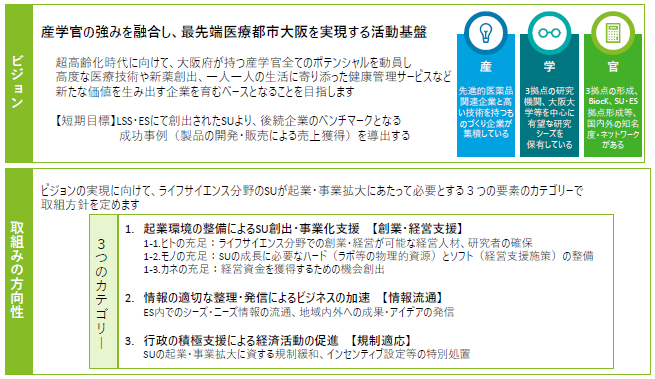 ビジョン
産学官の強みを融合し、最先端医療都市大阪を実現する活動基盤
超高齢化時代に向けて、大阪府が持つ産学官全てのポテンシャルを動員し
高度な医療技術や新薬創出、一人一人の生活に寄り添った健康管理サービスなど
新たな価値を生み出す企業を育むベースとなることを目指します
【短期目標】LSS・ESにて創出されたSUより、後続企業のベンチマークとなる
成功事例（製品の開発・販売による売上獲得）を導出する
産
先進的医薬品
関連企業と高
い技術を持つも
のづくり企業が
集積している
学
3拠点の研究
機関、大阪大
学等を中心に
有望な研究
シーズを
保有している
官
3拠点の形成、
BiocK、SU・ES
拠点形成等、
国内外の知名
度・ネットワーク
がある
取組みの方向性
ビジョンの実現に向けて、ライフサイエンス分野のSUが起業・事業拡大にあたって必要とする３つの要素のカテゴリーで
取組方針を定めます
３つのカテゴリー
1. 起業環境の整備によるSU創出・事業化支援 【創業・経営支援】
1-1.ヒトの充足：ライフサイエンス分野での創業・経営が可能な経営人材、研究者の確保
1-2.モノの充足：SUの成長に必要なハード（ラボ等の物理的資源）とソフト（経営支援施策）の整備
1-3.カネの充足：経営資金を獲得するための機会創出
2. 情報の適切な整理・発信によるビジネスの加速 【情報流通】
ES内でのシーズ・ニーズ情報の流通、地域内外への成果・アイデアの発信
3. 行政の積極支援による経済活動の促進 【規制適応】
SUの起業・事業拡大に資する規制緩和、インセンティブ設定等の特別処置